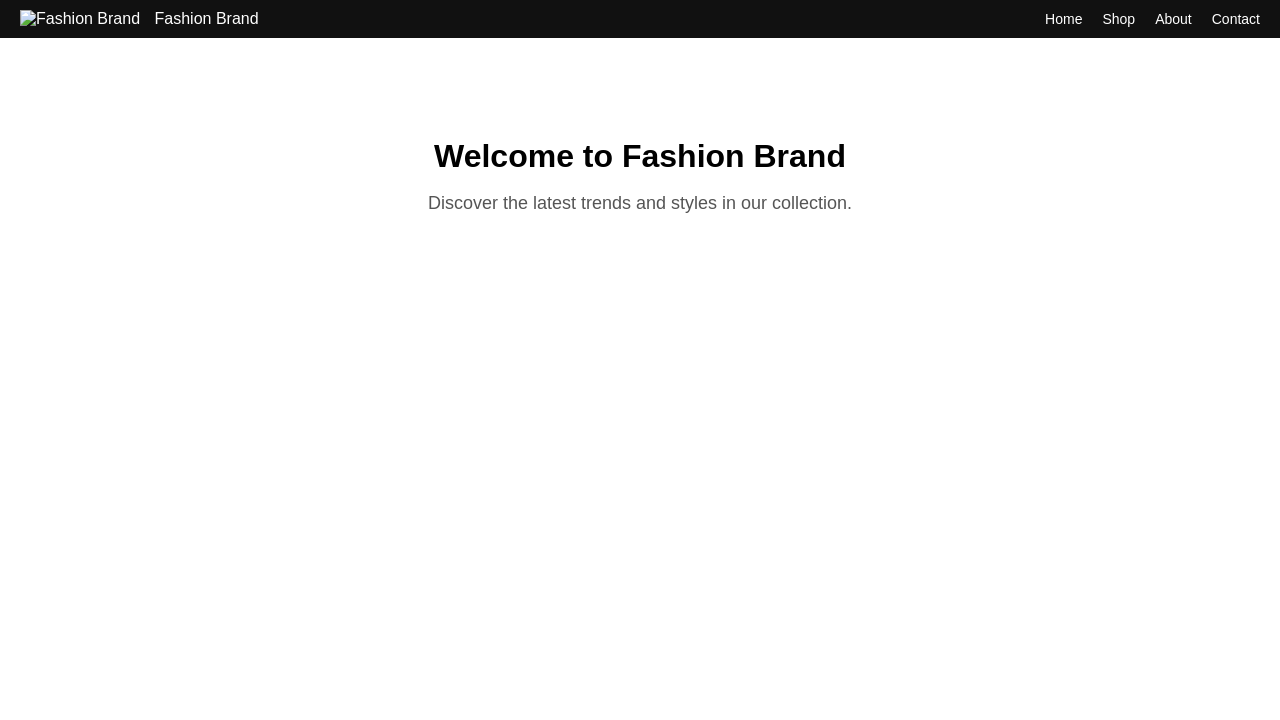 Fashion Brand Fashion Brand Home Shop About Contact
Welcome to Fashion Brand
Discover the latest trends and styles in our collection.